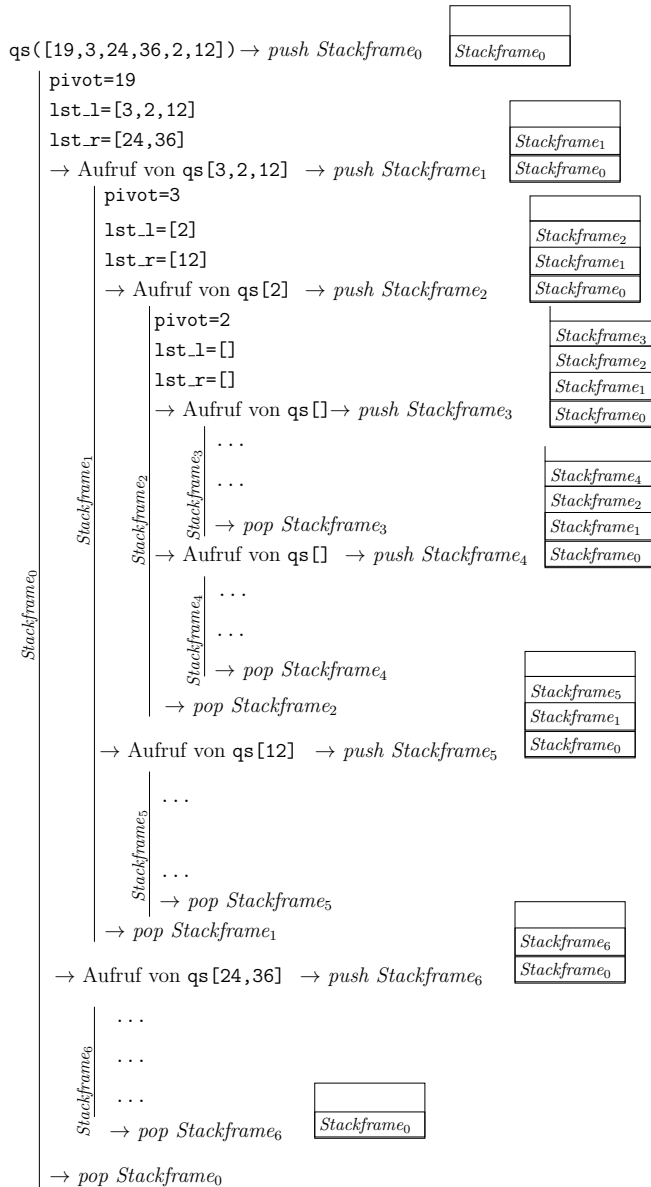 qs([19,3,24,36,2,12]) → push Stackframe₀
Stackframe₀
pivot=19
lst_l=[3,2,12]
lst_r=[24,36]
→ Aufruf von qs[3,2,12] → push Stackframe₁
Stackframe₁
Stackframe₀
pivot=3
lst_l=[2]
lst_r=[12]
→ Aufruf von qs[2] → push Stackframe₂
Stackframe₂
Stackframe₁
Stackframe₀
pivot=2
lst_l=[]
lst_r=[]
→ Aufruf von qs[] → push Stackframe₃
Stackframe₃
Stackframe₂
Stackframe₁
Stackframe₀
...
...
→ pop Stackframe₃
Stackframe₃
→ Aufruf von qs[] → push Stackframe₄
Stackframe₄
Stackframe₂
Stackframe₁
Stackframe₀
...
...
→ pop Stackframe₄
Stackframe₄
→ pop Stackframe₂
Stackframe₂
→ Aufruf von qs[12] → push Stackframe₅
Stackframe₅
Stackframe₁
Stackframe₀
...
...
→ pop Stackframe₅
Stackframe₅
→ pop Stackframe₁
Stackframe₁
→ Aufruf von qs[24,36] → push Stackframe₆
Stackframe₆
Stackframe₀
...
...
...
→ pop Stackframe₆
Stackframe₆
Stackframe₀
→ pop Stackframe₀
Stackframe₀